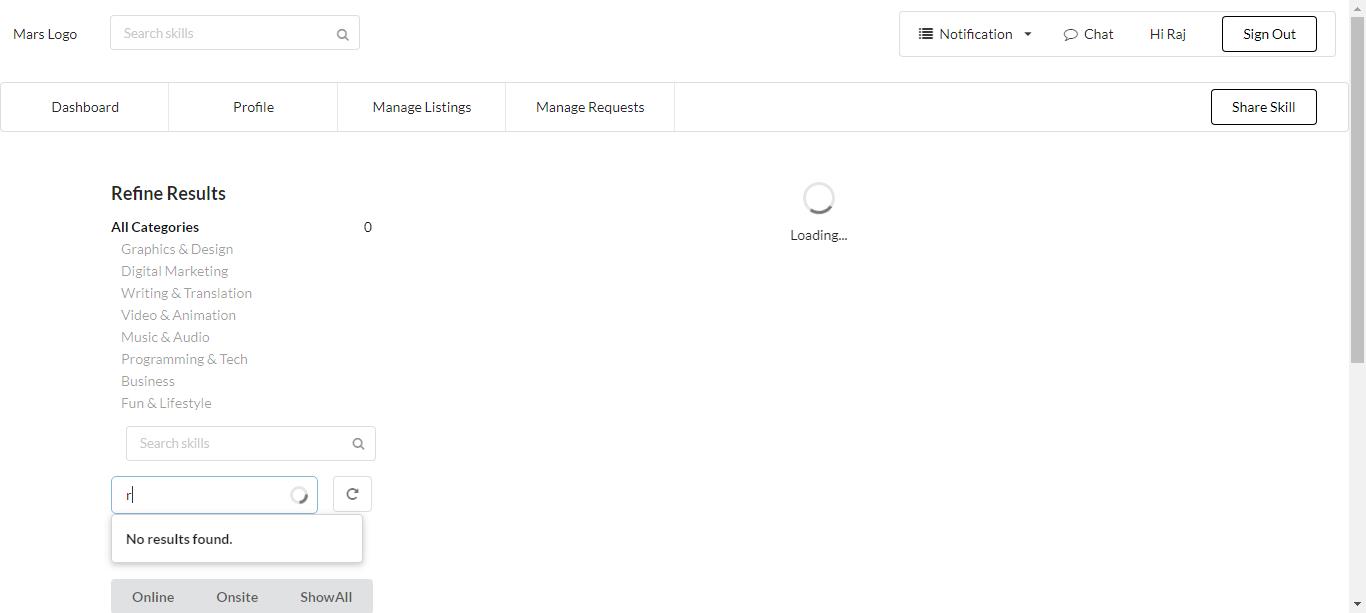 Mars Logo
Search skills
Notification
Chat
Hi Raj
Sign Out
Dashboard
Profile
Manage Listings
Manage Requests
Share Skill
Refine Results
All Categories 0
Graphics & Design
Digital Marketing
Writing & Translation
Video & Animation
Music & Audio
Programming & Tech
Business
Fun & Lifestyle
Search skills
r
No results found.
Online Onsite ShowAll
Loading...